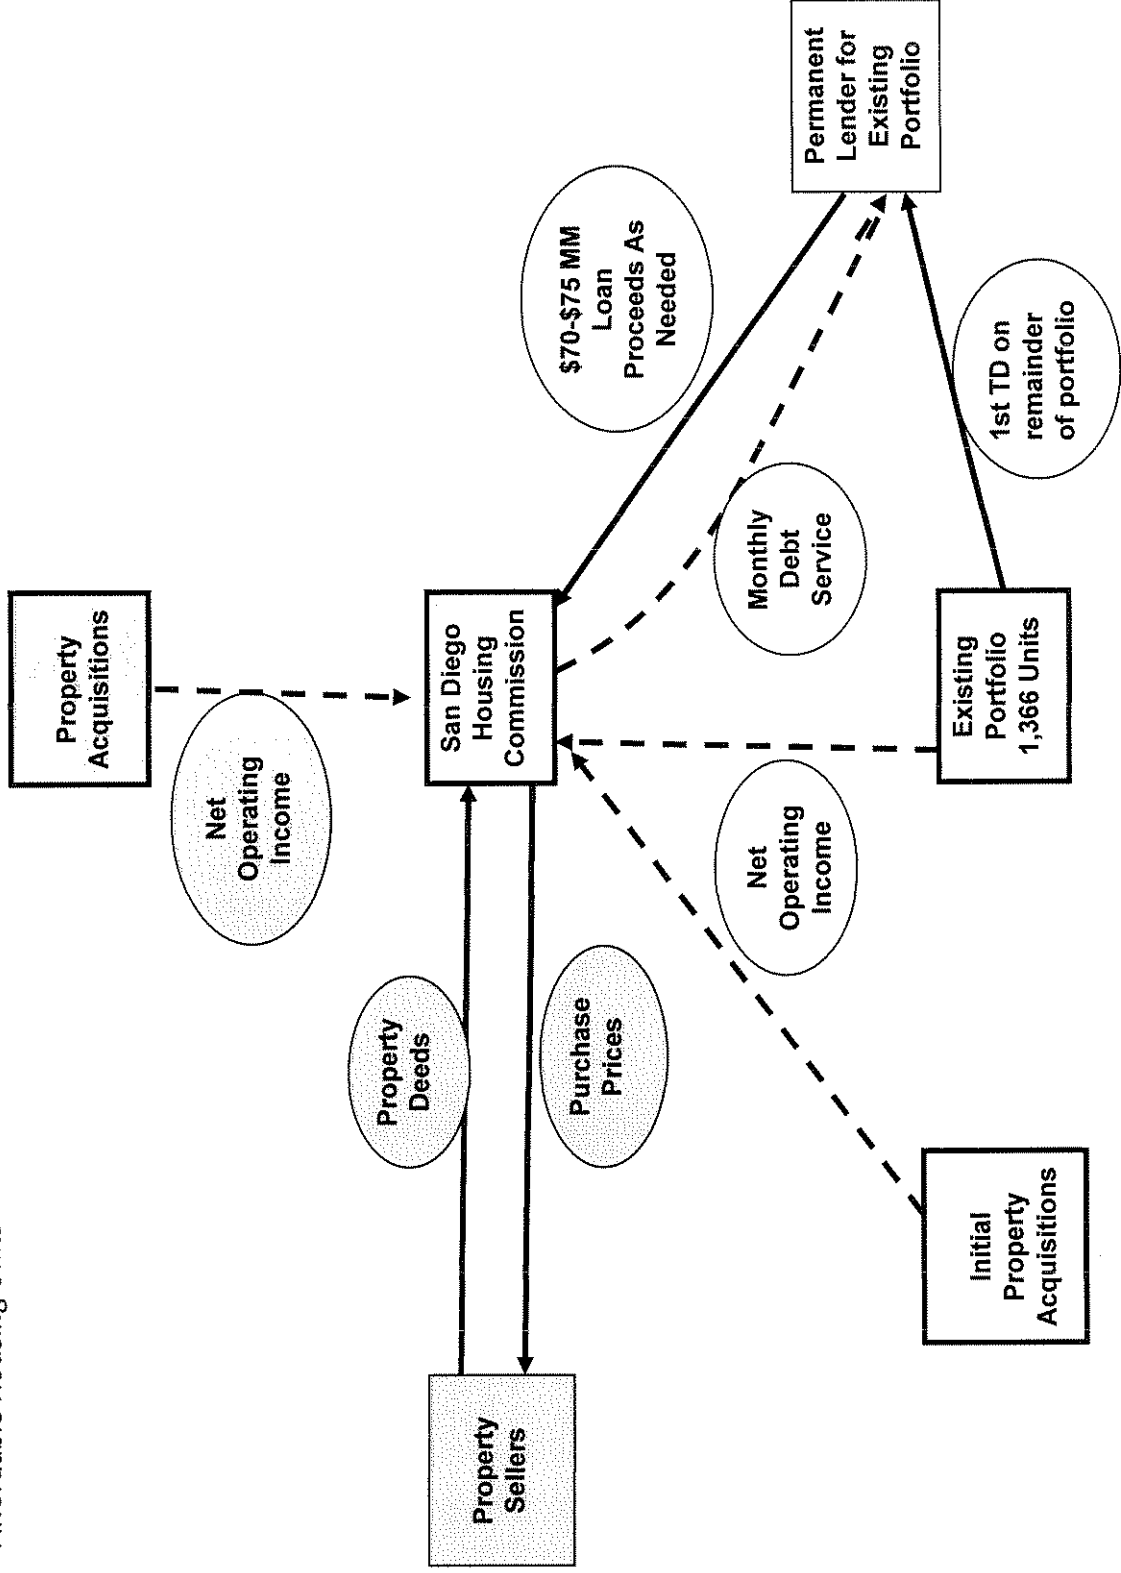 Property
Acquisitions
Net
Operating
Income
Property
Deeds
Property
Sellers
San Diego
Housing
Commission
Purchase
Prices
$70-$75 MM
Loan
Proceeds As
Needed
Net
Operating
Income
Monthly
Debt
Service
Permanent
Lender for
Existing
Portfolio
Initial
Property
Acquisitions
Existing
Portfolio
1,366 Units
1st TD on
remainder
of portfolio